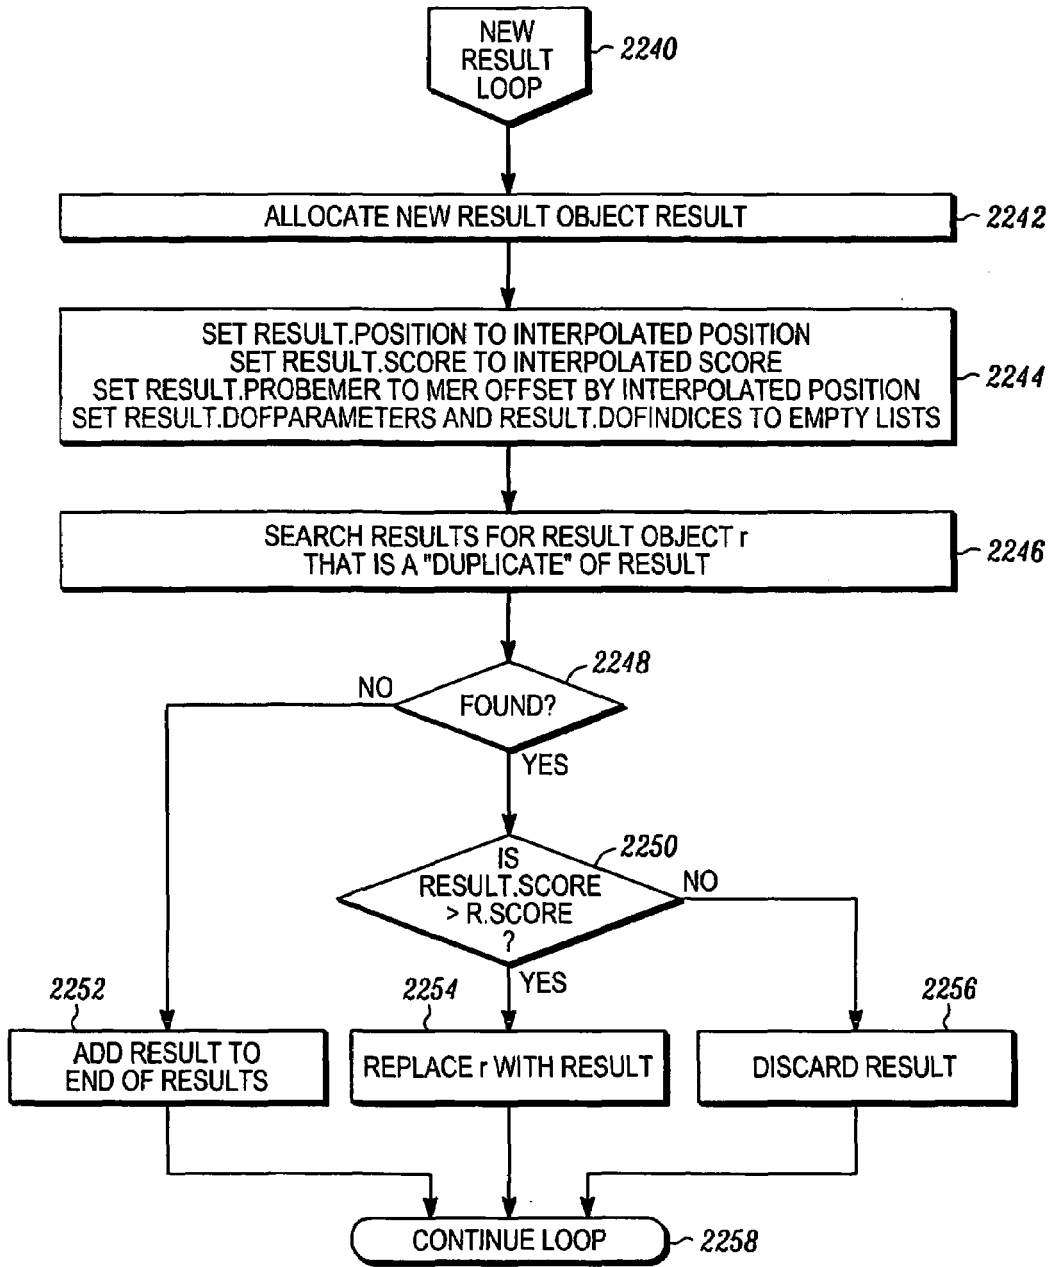 NEW
RESULT
LOOP
2240
ALLOCATE NEW RESULT OBJECT RESULT
2242
SET RESULT.POSITION TO INTERPOLATED POSITION
SET RESULT.SCORE TO INTERPOLATED SCORE
SET RESULT.PROBEMER TO MER OFFSET BY INTERPOLATED POSITION
SET RESULT.DOFPARAMETERS AND RESULT.DOFINDICES TO EMPTY LISTS
2244
SEARCH RESULTS FOR RESULT OBJECT r
THAT IS A "DUPLICATE" OF RESULT
2246
2248
NO
FOUND?
YES
2250
IS
RESULT.SCORE
> R.SCORE
?
NO
YES
2252
ADD RESULT TO
END OF RESULTS
2254
REPLACE r WITH RESULT
2256
DISCARD RESULT
CONTINUE LOOP
2258